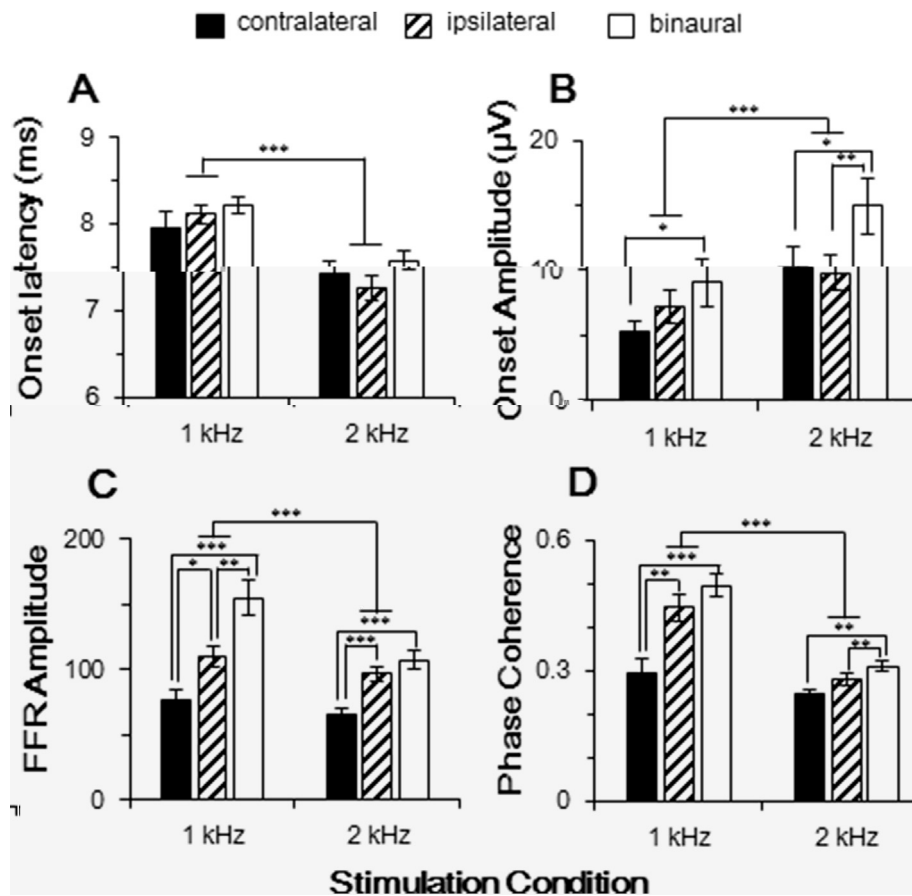 contralateral ipsilateral binaural
A
Onset latency (ms)
9
8
7
6
***
1 kHz 2 kHz
B
Onset Amplitude (µV)
20
10
0
***
*
**
*
1 kHz 2 kHz
C
FFR Amplitude
200
100
0
***
***
*
**
***
***
1 kHz 2 kHz
D
Phase Coherence
0.6
0.3
0
***
***
**
**
**
1 kHz 2 kHz
Stimulation Condition